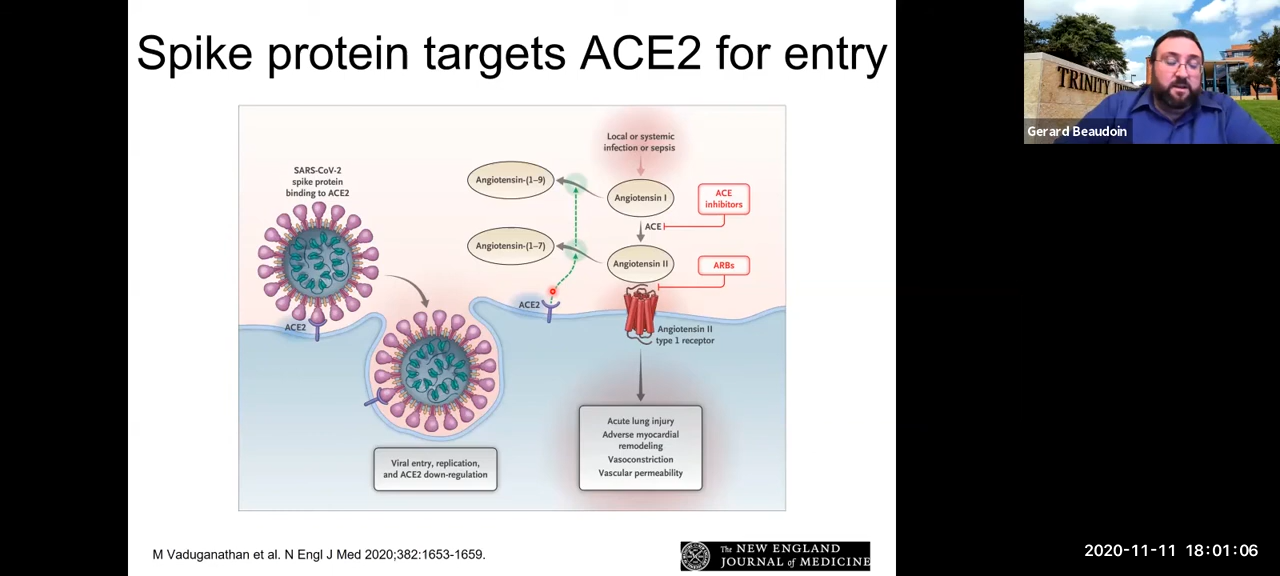 Spike protein targets ACE2 for entry
Local or systemic
infection or sepsis
SARS-CoV-2
spike protein
binding to ACE2
Angiotensin-(1–9)
Angiotensin I
ACE
inhibitors
ACE
Angiotensin-(1–7)
Angiotensin II
ARBs
ACE2
ACE2
Angiotensin II
type 1 receptor
Acute lung injury
Adverse myocardial
remodeling
Vasoconstriction
Vascular permeability
Viral entry, replication,
and ACE2 down-regulation
M Vaduganathan et al. N Engl J Med 2020;382:1653-1659.
The NEW ENGLAND
JOURNAL of MEDICINE
TRINITY
Gerard Beaudoin
2020-11-11 18:01:06